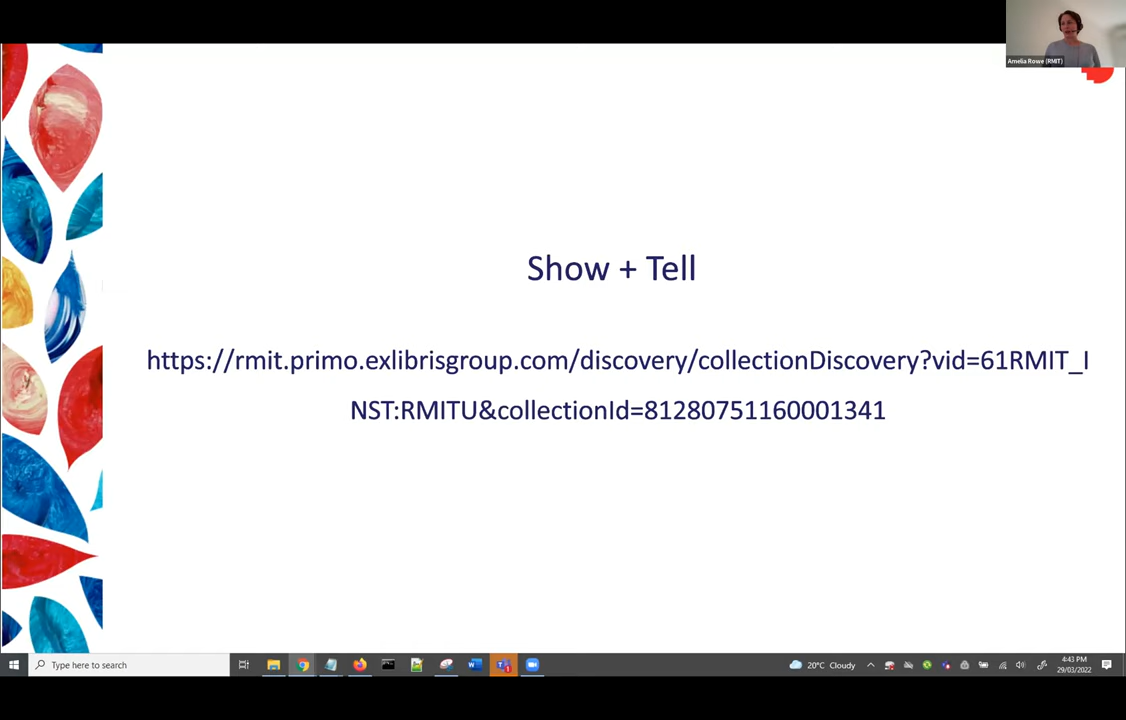 Amelia Rowe (RMIT)
Show + Tell
https://rmit.primo.exlibrisgroup.com/discovery/collectionDiscovery?vid=61RMIT_I
NST:RMITU&collectionId=81280751160001341
Type here to search
20°C Cloudy
4:43 PM
29/03/2022